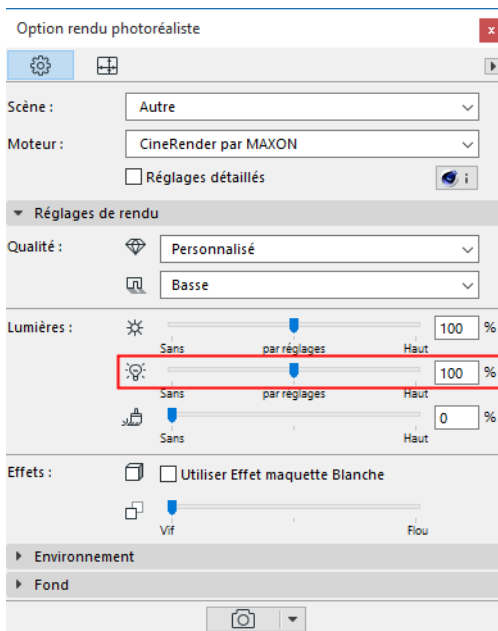 Option rendu photoréaliste
x
Scène :
Autre
Moteur :
CineRender par MAXON
Réglages détaillés
i
Réglages de rendu
Qualité :
Personnalisé
Basse
Lumières :
100 %
Sans par réglages Haut
100 %
Sans par réglages Haut
0 %
Sans Haut
Effets :
Utiliser Effet maquette Blanche
Vif Flou
Environnement
Fond